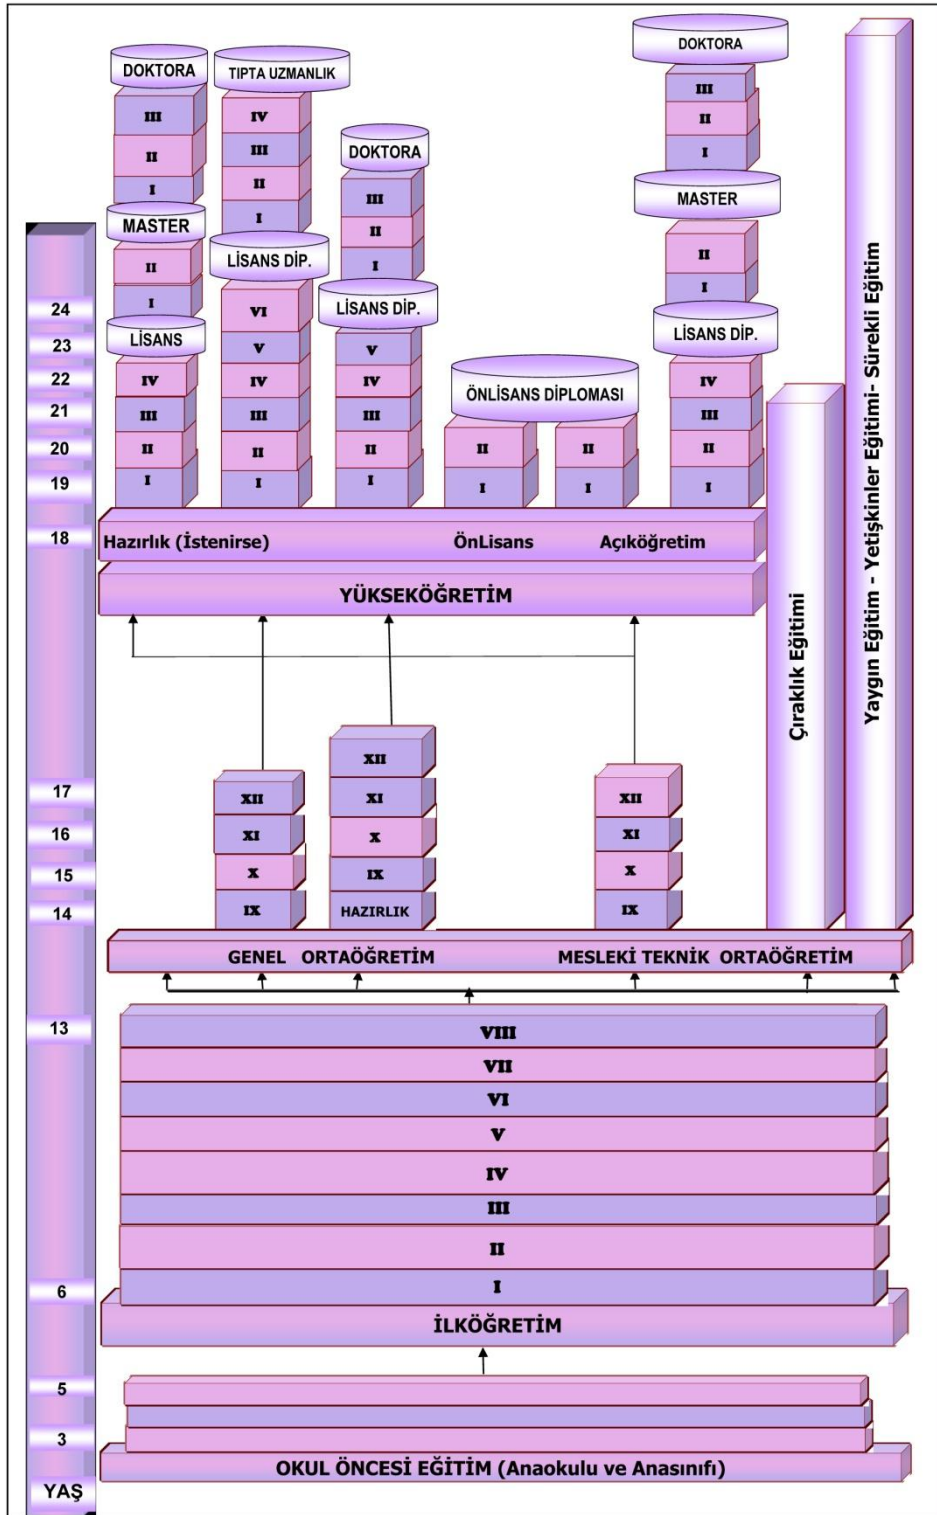 DOKTORA
TIPTA UZMANLIK
DOKTORA
III
IV
III
II
III
DOKTORA
II
II
II
I
III
I
I
MASTER
II
MASTER
II
LİSANS DİP.
I
II
24
I
VI
LİSANS DİP.
I
23
LİSANS
V
V
LİSANS DİP.
22
IV
IV
IV
ÖNLİSANS DİPLOMASI
IV
21
III
III
III
III
20
II
II
II
II
II
II
19
I
I
I
I
I
I
18
Hazırlık (İstenirse)
ÖnLisans
Açıköğretim
YÜKSEKÖĞRETİM
Çıraklık Eğitimi
Yaygın Eğitim - Yetişkinler Eğitimi- Sürekli Eğitim
XII
17
XII
XI
XII
16
XI
X
XI
15
X
IX
X
14
IX
HAZIRLIK
IX
GENEL ORTAÖĞRETİM
MESLEKİ TEKNİK ORTAÖĞRETİM
13
VIII
VII
VI
V
IV
III
II
6
I
İLKÖĞRETİM
5
3
OKUL ÖNCESİ EĞİTİM (Anaokulu ve Anasınıfı)
YAŞ